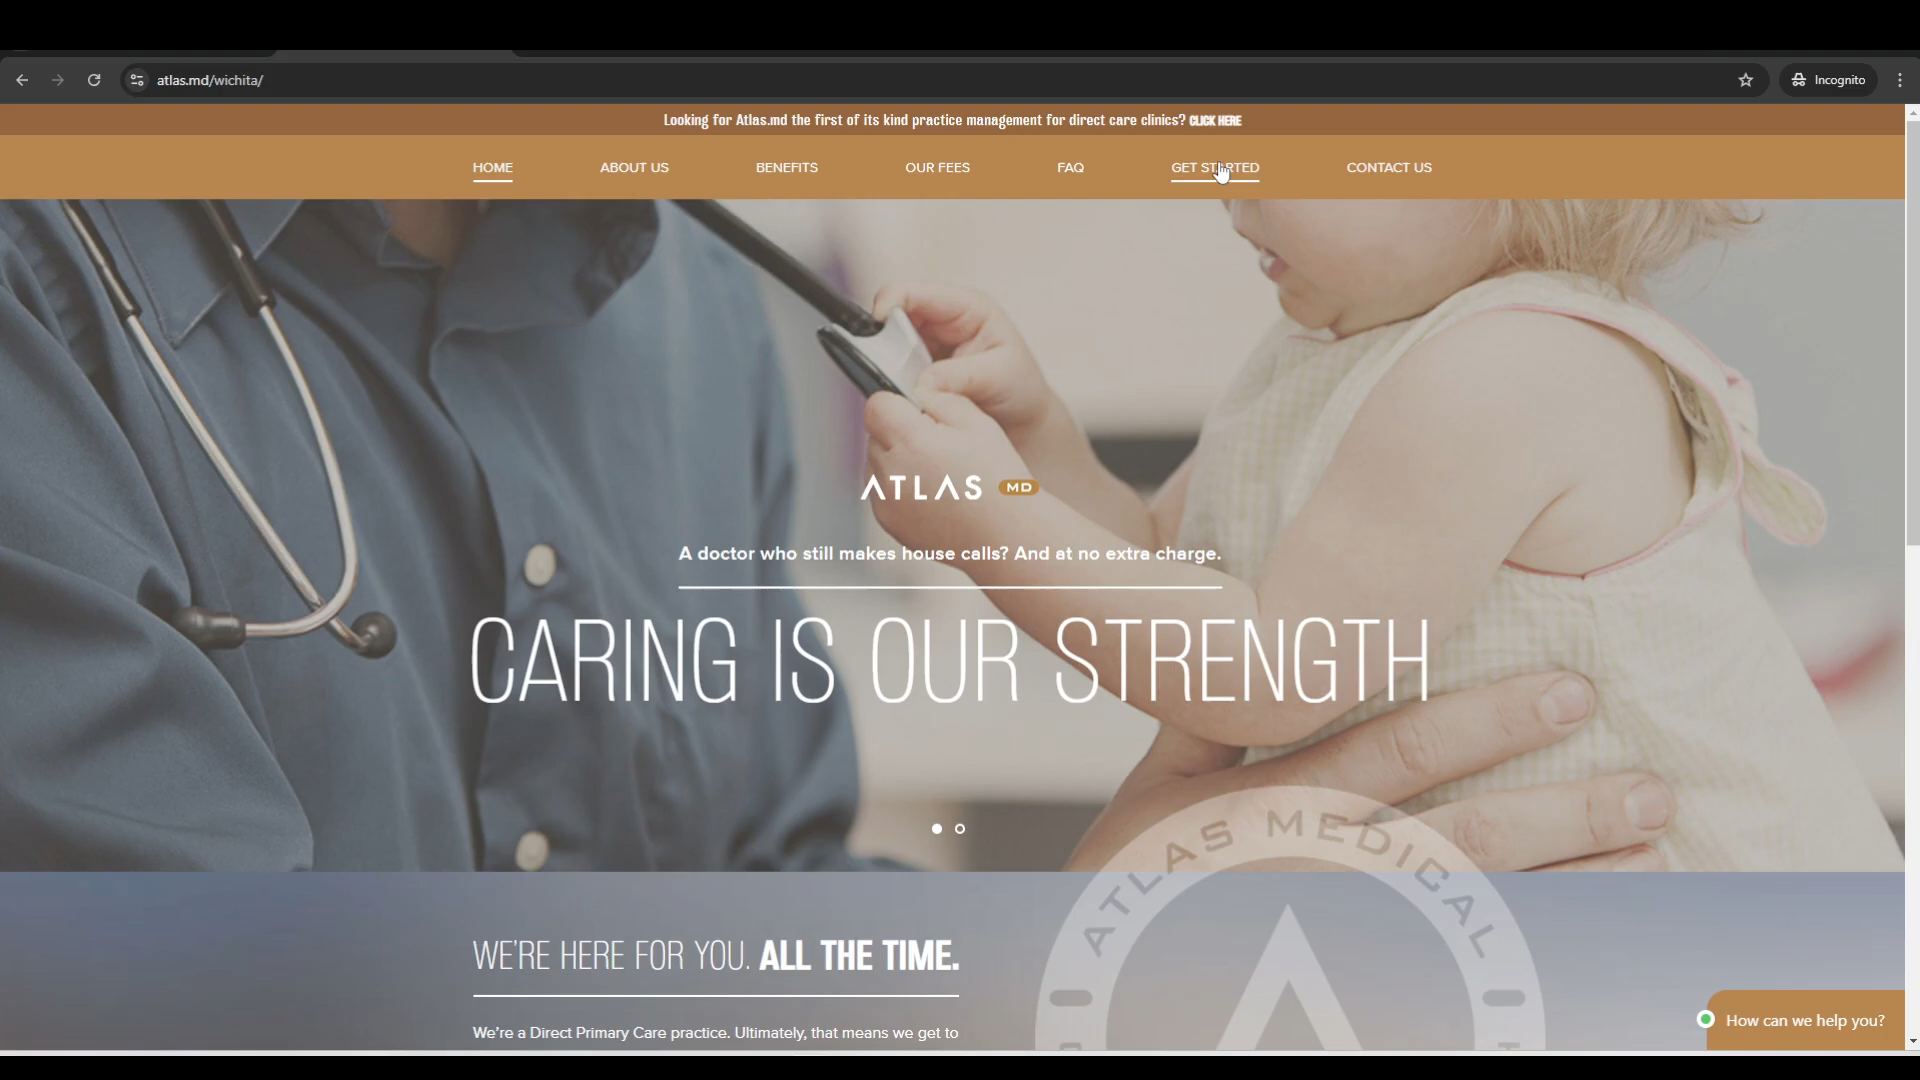 atlas.md/wichita/
Incognito
Looking for Atlas.md the first of its kind practice management for direct care clinics? CLICK HERE
HOME ABOUT US BENEFITS OUR FEES FAQ GET STARTED CONTACT US
ATLAS MD
A doctor who still makes house calls? And at no extra charge.
CARING IS OUR STRENGTH
ATLAS MEDICAL
WE'RE HERE FOR YOU. ALL THE TIME.
We're a Direct Primary Care practice. Ultimately, that means we get to
How can we help you?